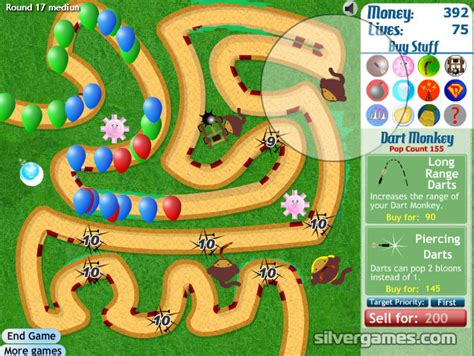 Round 17 medium
Money: 392
Lives: 75
Buy Stuff
Dart Monkey
Pop Count 155
Long
Range
Darts
Increases the range of
your Dart Monkey.
Buy for: 90
Piercing
Darts
Darts can pop 2 bloons
instead of 1.
Buy for: 145
Target Priority: First
Sell for: 200
9
9
10
10
10
10
10
End Game
More games
silvergames.com